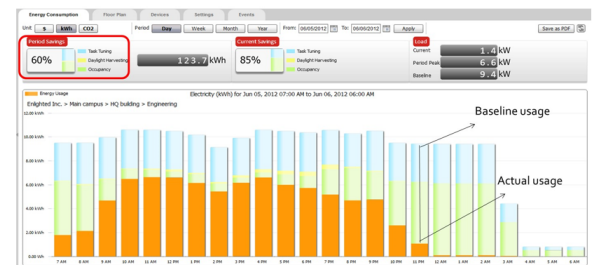 Energy Consumption Floor Plan Devices Settings Events
Unit $ kWh CO2 Period Day Week Month Year From: 06/05/2012 To: 06/06/2012 Apply Save as PDF
Period Savings
60%
Task Tuning
Daylight Harvesting
Occupancy
123.7 kWh
Current Savings
85%
Task Tuning
Daylight Harvesting
Occupancy
Load
Current 1.4 kW
Period Peak 6.6 kW
Baseline 9.4 kW
Energy Usage
Electricity (kWh) for Jun 05, 2012 07:00 AM to Jun 06, 2012 06:00 AM
Enlighted Inc. > Main campus > HQ building > Engineering
Baseline usage
Actual usage
12.00 kWh
8.00 kWh
6.00 kWh
4.00 kWh
2.00 kWh
0.00 kWh
7 AM 8 AM 9 AM 10 AM 11 AM 12 PM 1 PM 2 PM 3 PM 4 PM 5 PM 6 PM 7 PM 8 PM 9 PM 10 PM 11 PM 12 AM 1 AM 2 AM 3 AM 4 AM 5 AM 6 AM